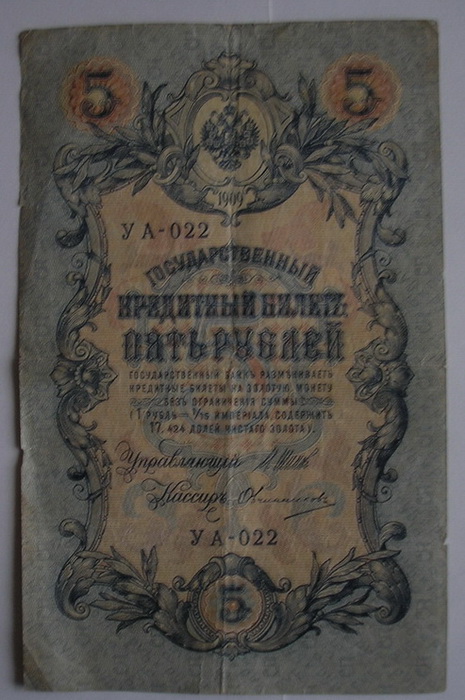 5 5
1909
УА-022
ГОСУДАРСТВЕННЫЙ
КРЕДИТНЫЙ БИЛЕТЪ
ПЯТЬ РУБЛЕЙ
ГОСУДАРСТВЕННЫЙ БАНКЪ РАЗМѢНИВАЕТЪ
КРЕДИТНЫЕ БИЛЕТЫ НА ЗОЛОТУЮ МОНЕТУ
БЕЗЪ ОГРАНИЧЕНІЯ СУММЫ
(1 РУБЛЬ = 1/15 ИМПЕРІАЛА, СОДЕРЖИТЪ
17,424 ДОЛЕЙ ЧИСТАГО ЗОЛОТА).
Управляющій
Кассиръ
УА-022
5